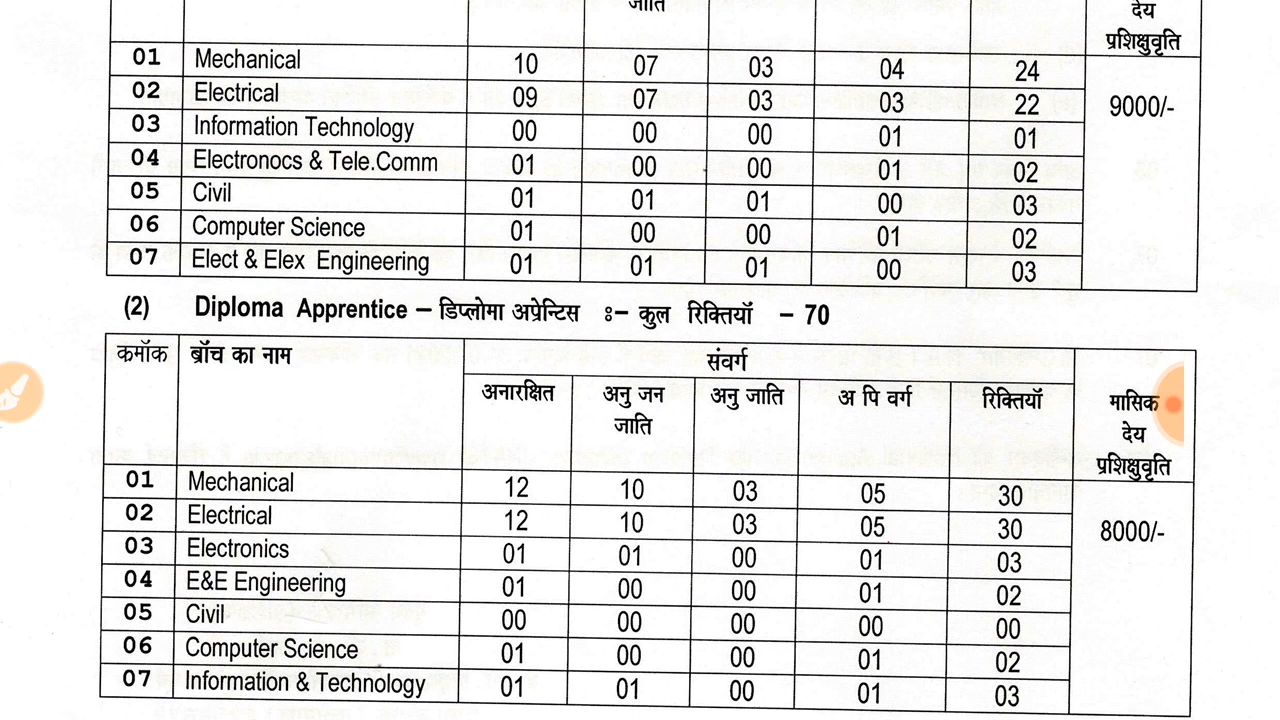 जाति
देय
प्रशिक्षुवृति
01 Mechanical 10 07 03 04 24
02 Electrical 09 07 03 03 22 9000/-
03 Information Technology 00 00 00 01 01
04 Electronocs & Tele.Comm 01 00 00 01 02
05 Civil 01 01 01 00 03
06 Computer Science 01 00 00 01 02
07 Elect & Elex Engineering 01 01 01 00 03
(2) Diploma Apprentice – डिप्लोमा अप्रेन्टिस ः– कुल रिक्तियॉ – 70
कमॉक ब्रॉच का नाम संवर्ग
अनारक्षित अनु जन अनु जाति अ पि वर्ग रिक्तियॉ मासिक
जाति देय
प्रशिक्षुवृति
01 Mechanical 12 10 03 05 30
02 Electrical 12 10 03 05 30 8000/-
03 Electronics 01 01 00 01 03
04 E&E Engineering 01 00 00 01 02
05 Civil 00 00 00 00 00
06 Computer Science 01 00 00 01 02
07 Information & Technology 01 01 00 01 03